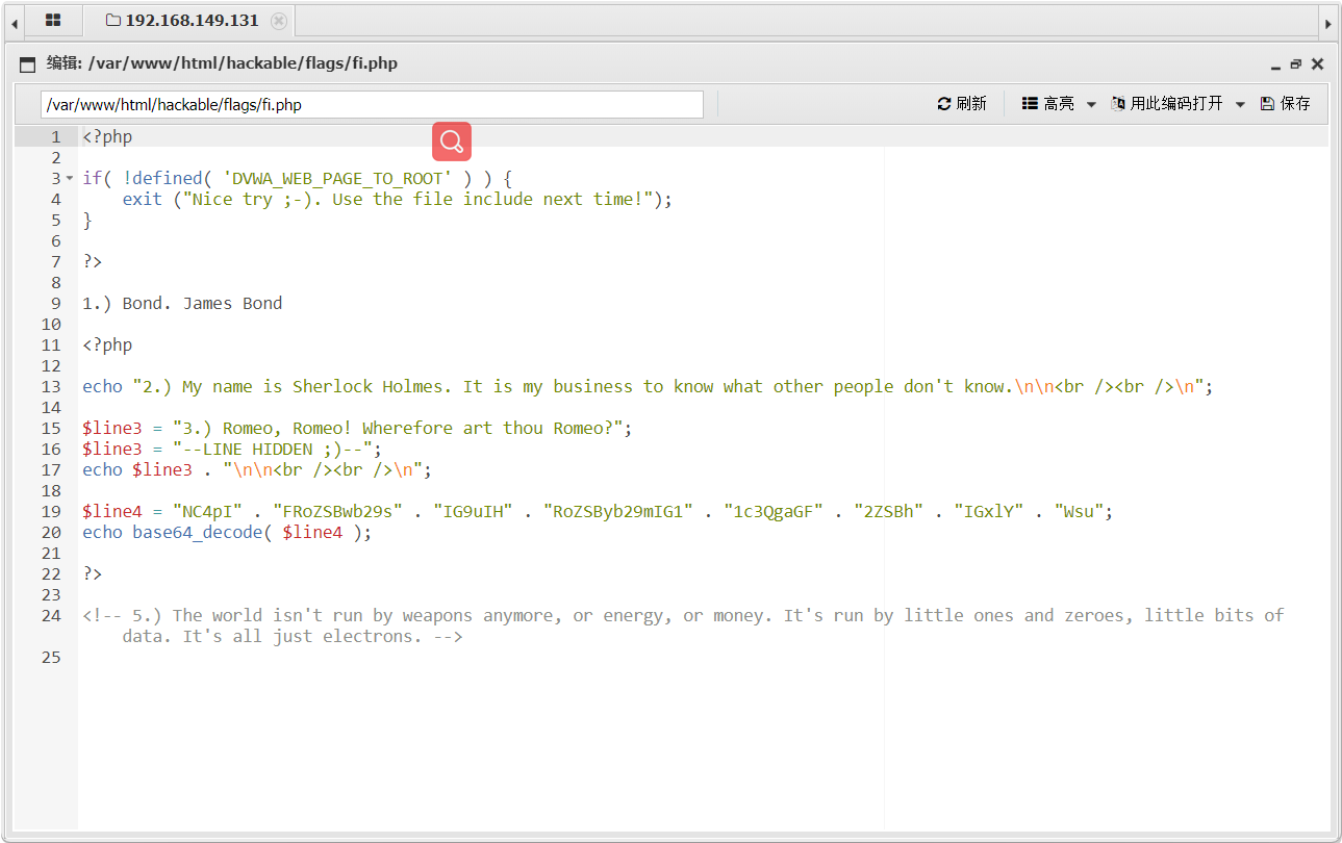 192.168.149.131
编辑: /var/www/html/hackable/flags/fi.php
/var/www/html/hackable/flags/fi.php 刷新 高亮 用此编码打开 保存
1 <?php
2
3 if( !defined( 'DVWA_WEB_PAGE_TO_ROOT' ) ) {
4 exit ("Nice try ;-). Use the file include next time!");
5 }
6
7 ?>
8
9 1.) Bond. James Bond
10
11 <?php
12
13 echo "2.) My name is Sherlock Holmes. It is my business to know what other people don't know.\n\n<br /><br />\n";
14
15 $line3 = "3.) Romeo, Romeo! Wherefore art thou Romeo?";
16 $line3 = "--LINE HIDDEN ;)--";
17 echo $line3 . "\n\n<br /><br />\n";
18
19 $line4 = "NC4pI" . "FRoZSBwb29s" . "IG9uIH" . "RoZSByb29mIG1" . "1c3QgaGF" . "2ZSBh" . "IGxlY" . "Wsu";
20 echo base64_decode( $line4 );
21
22 ?>
23
24 <!-- 5.) The world isn't run by weapons anymore, or energy, or money. It's run by little ones and zeroes, little bits of
data. It's all just electrons. -->
25